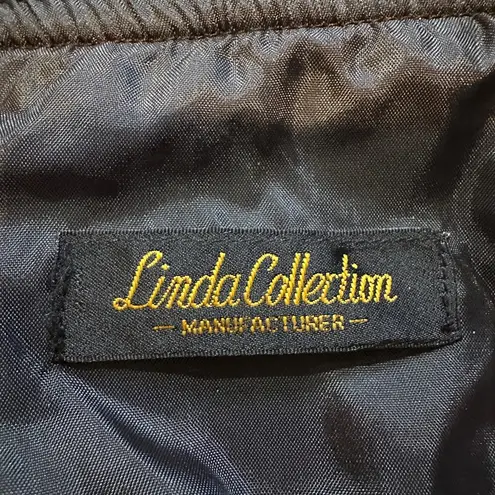 Linda Collection
— MANUFACTURER —